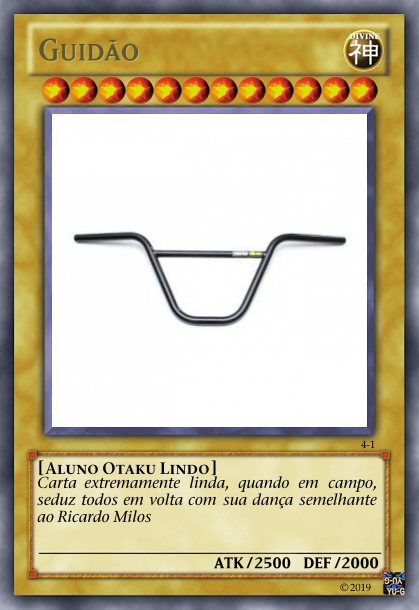 Guidão
DIVINE
神
4-1
[Aluno Otaku Lindo]
Carta extremamente linda, quando em campo,
seduz todos em volta com sua dança semelhante
ao Ricardo Milos
ATK/2500 DEF/2000
©2019